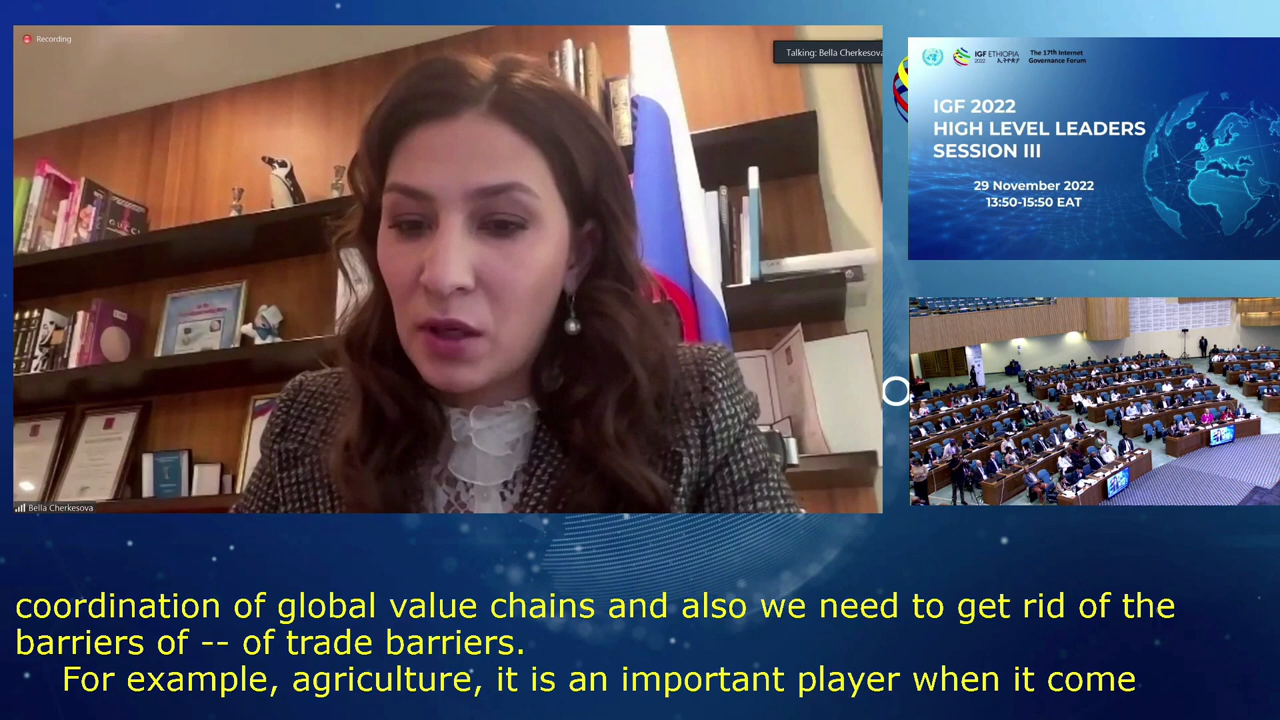 Recording
Talking: Bella Cherkesova
GUCCI
Bella Cherkesova
IGF ETHIOPIA
2022 ኢትዮጵያ
The 17th Internet
Governance Forum
IGF 2022
HIGH LEVEL LEADERS
SESSION III
29 November 2022
13:50-15:50 EAT
coordination of global value chains and also we need to get rid of the
barriers of -- of trade barriers.
For example, agriculture, it is an important player when it come